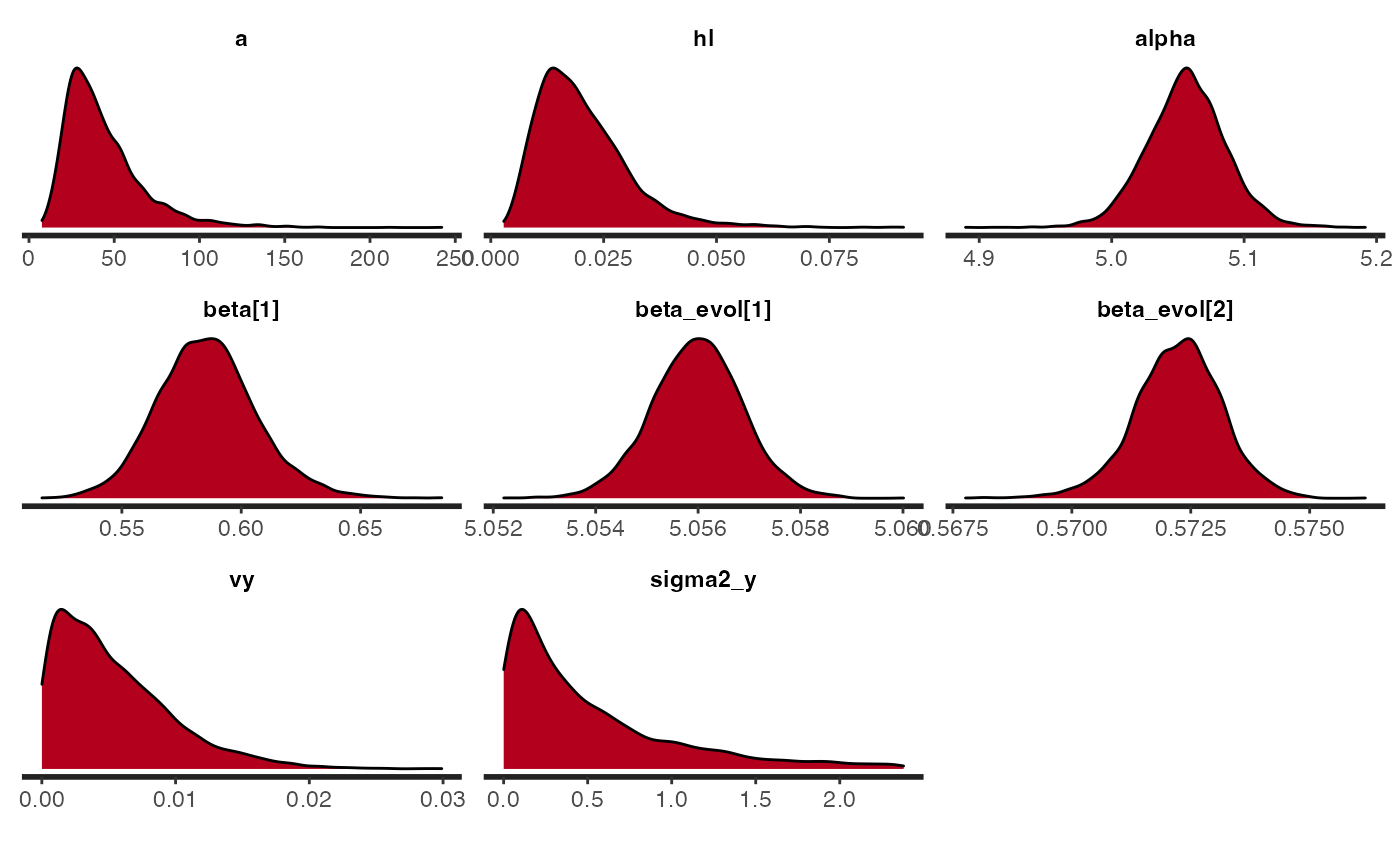 a hl alpha
0 50 100 150 200 250 0.000 0.025 0.050 0.075 4.9 5.0 5.1 5.2
beta[1] beta_evol[1] beta_evol[2]
0.55 0.60 0.65 5.052 5.054 5.056 5.058 5.060 0.5675 0.5700 0.5725 0.5750
vy sigma2_y
0.00 0.01 0.02 0.03 0.0 0.5 1.0 1.5 2.0